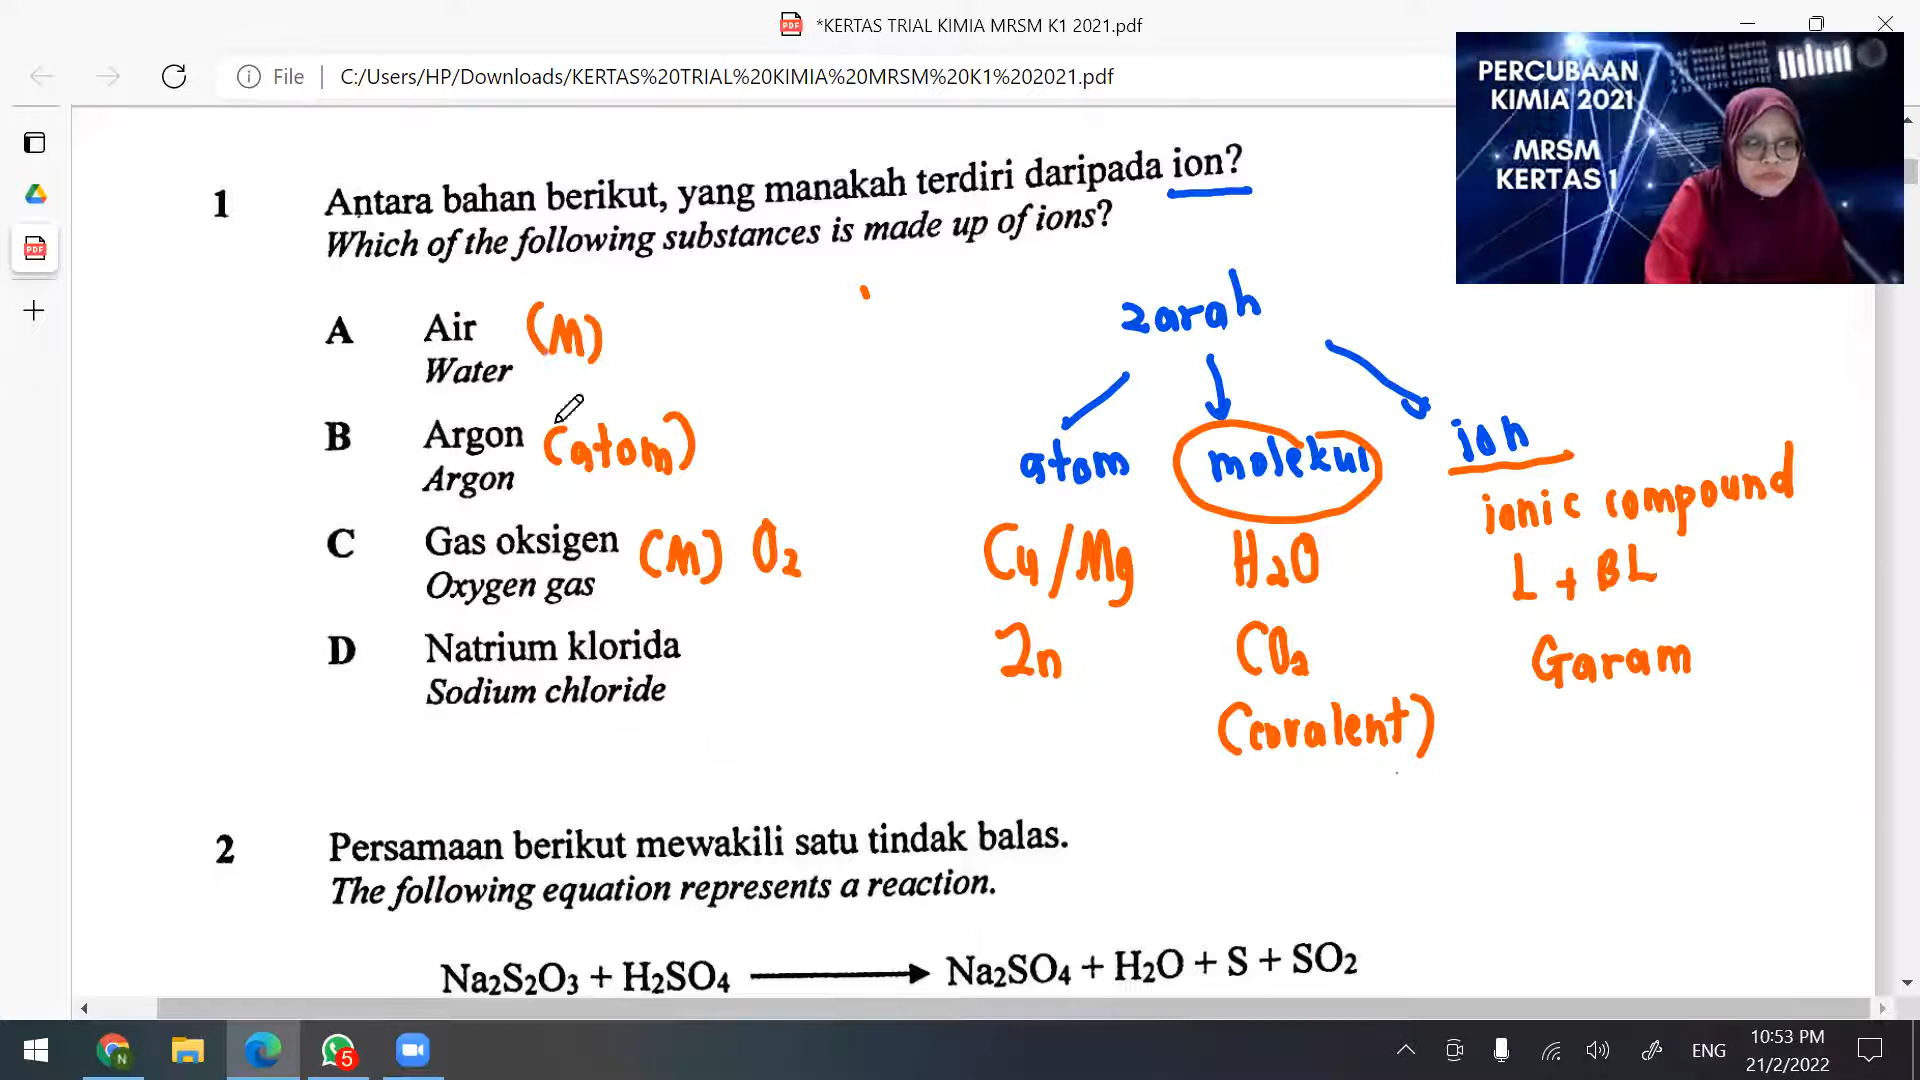 *KERTAS TRIAL KIMIA MRSM K1 2021.pdf
File
C:/Users/HP/Downloads/KERTAS%20TRIAL%20KIMIA%20MRSM%20K1%202021.pdf
PERCUBAAN
KIMIA 2021
MRSM
KERTAS 1
1 Antara bahan berikut, yang manakah terdiri daripada ion?
Which of the following substances is made up of ions?
A Air (M)
Water
B Argon (atom)
Argon
C Gas oksigen (M) O₂
Oxygen gas
D Natrium klorida
Sodium chloride
zarah
atom molekul ion
ionic compound
Cu/Mg H₂O L + BL
Zn CO₂ Garam
(covalent)
2 Persamaan berikut mewakili satu tindak balas.
The following equation represents a reaction.
Na₂S₂O₃ + H₂SO₄ ⟶ Na₂SO₄ + H₂O + S + SO₂
N
5
ENG
10:53 PM
21/2/2022